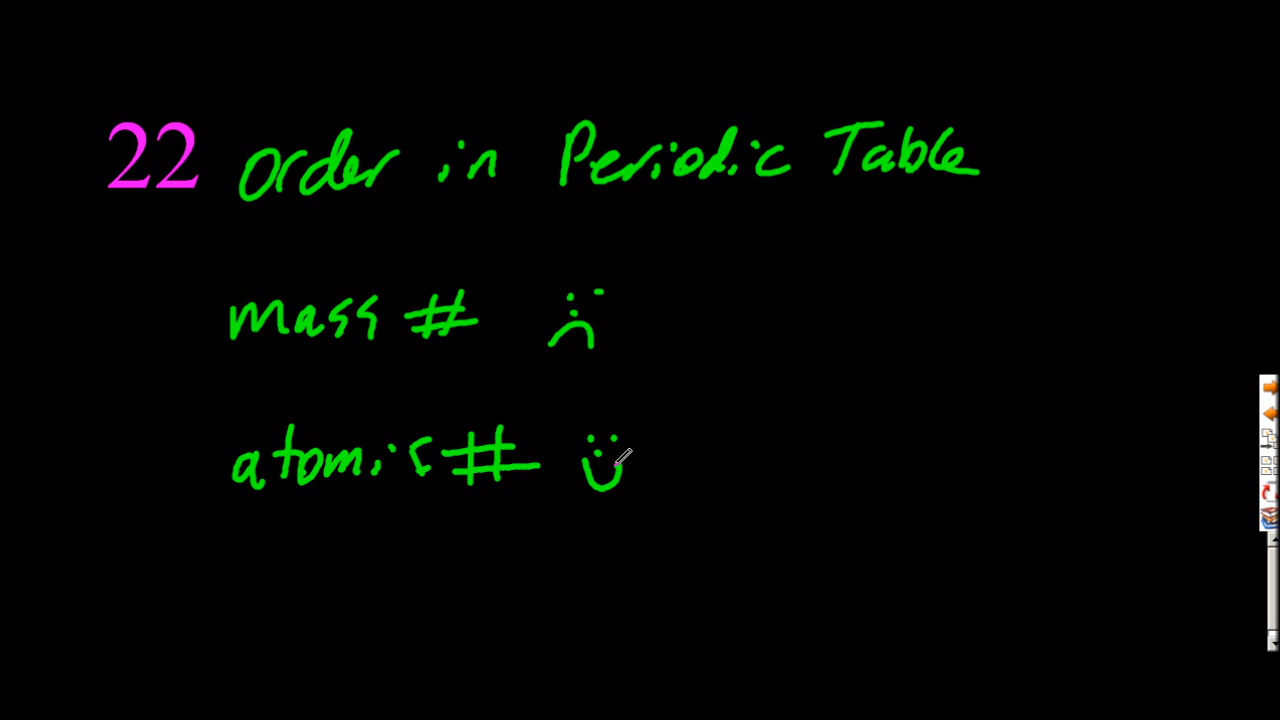 22 Order in Periodic Table
mass #
atomic #